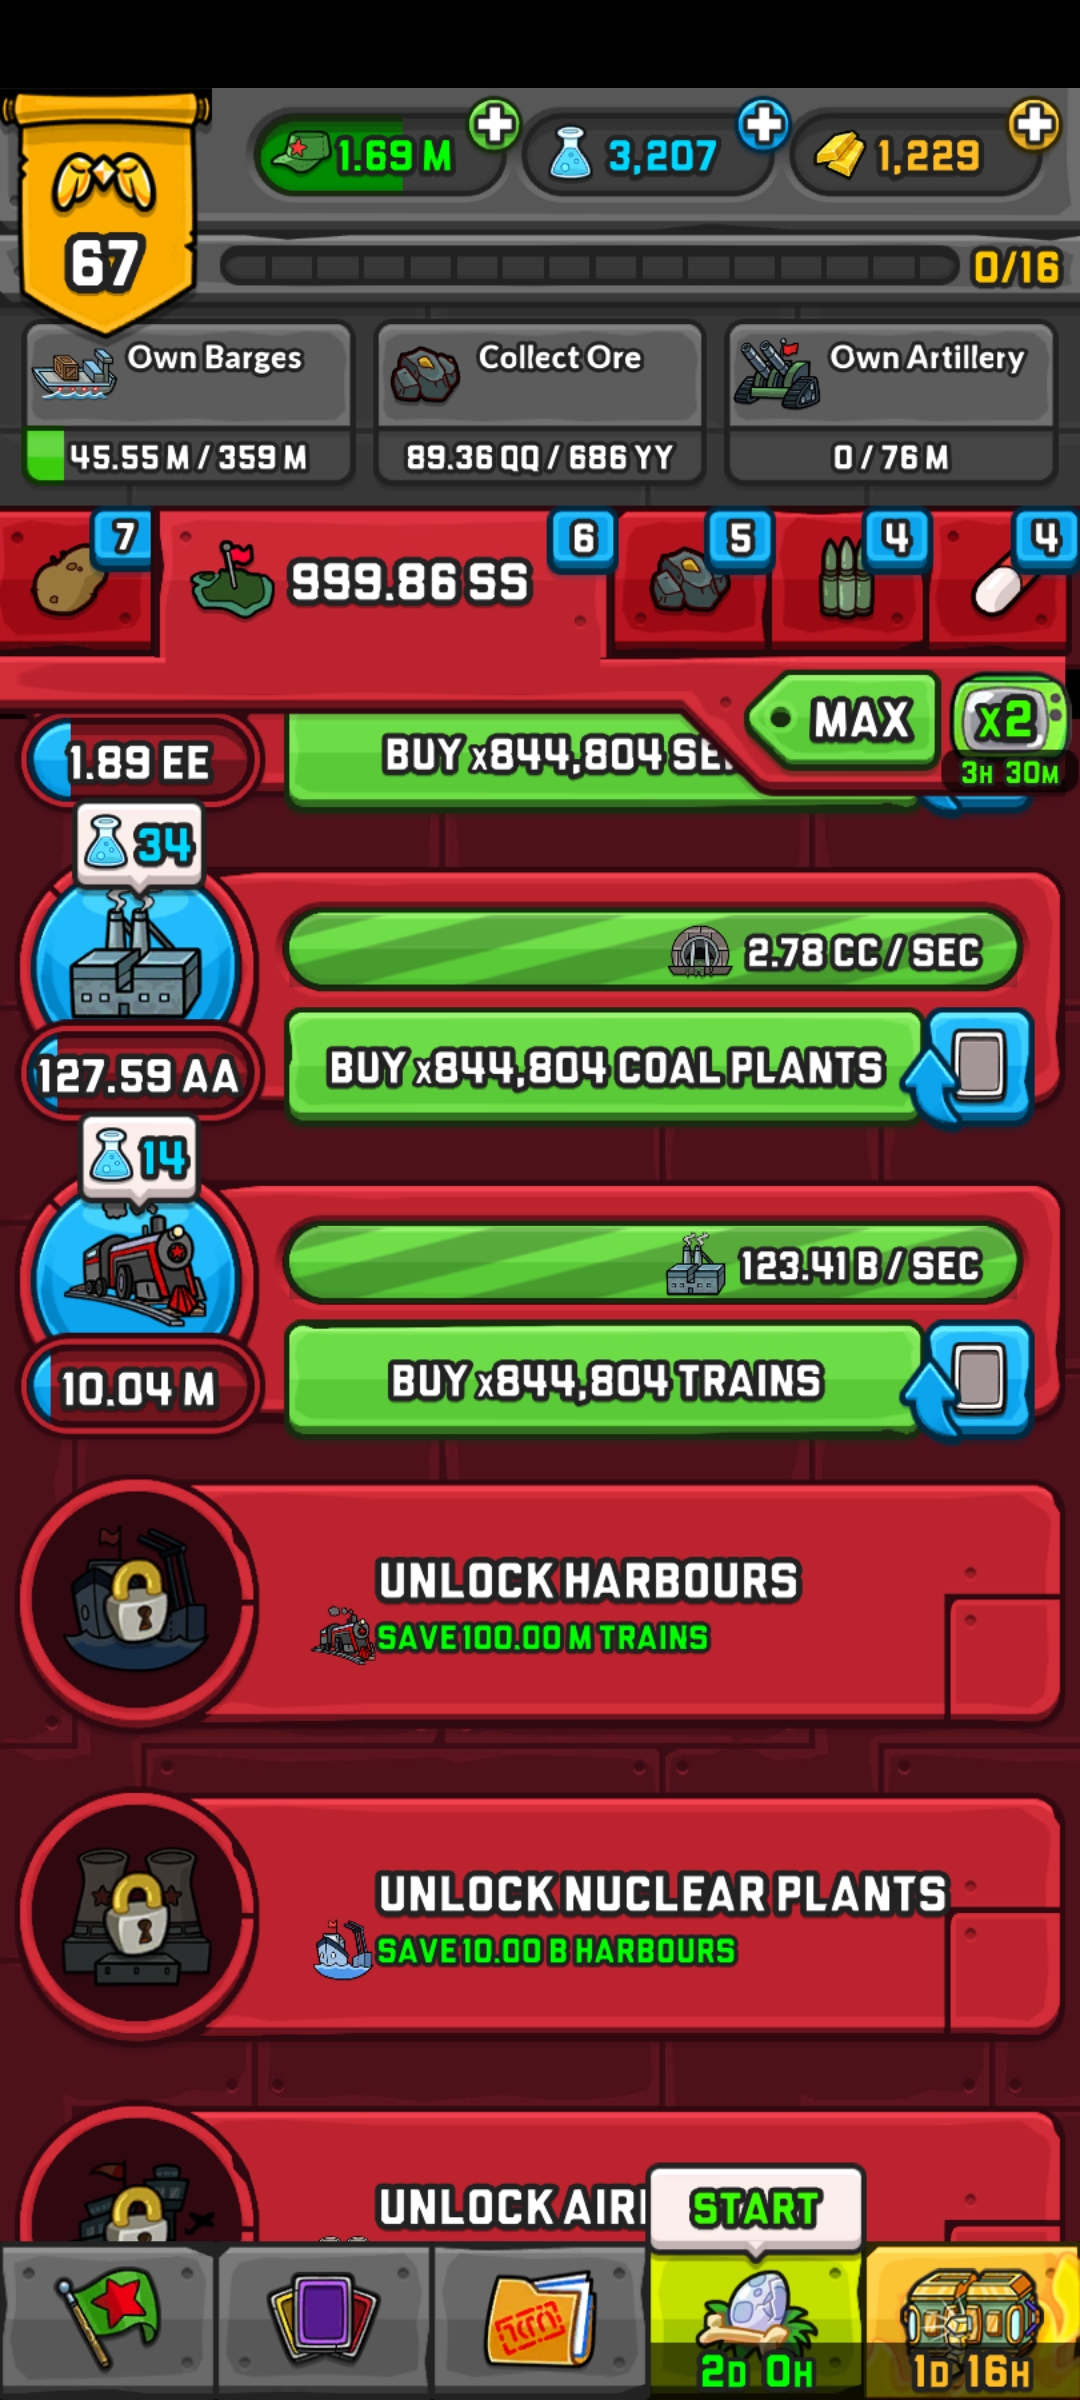 67
1.69 M
3,207
1,229
0/16
Own Barges
45.55 M / 359 M
Collect Ore
89.36 QQ / 686 YY
Own Artillery
0 / 76 M
7
999.86 SS
6
5
4
4
MAX
x2
3H 30M
1.89 EE
BUY x844,804
34
127.59 AA
2.78 CC / SEC
BUY x844,804 COAL PLANTS
14
10.04 M
123.41 B / SEC
BUY x844,804 TRAINS
UNLOCK HARBOURS
SAVE 100.00 M TRAINS
UNLOCK NUCLEAR PLANTS
SAVE 10.00 B HARBOURS
UNLOCK
START
2D 0H
1D 16H